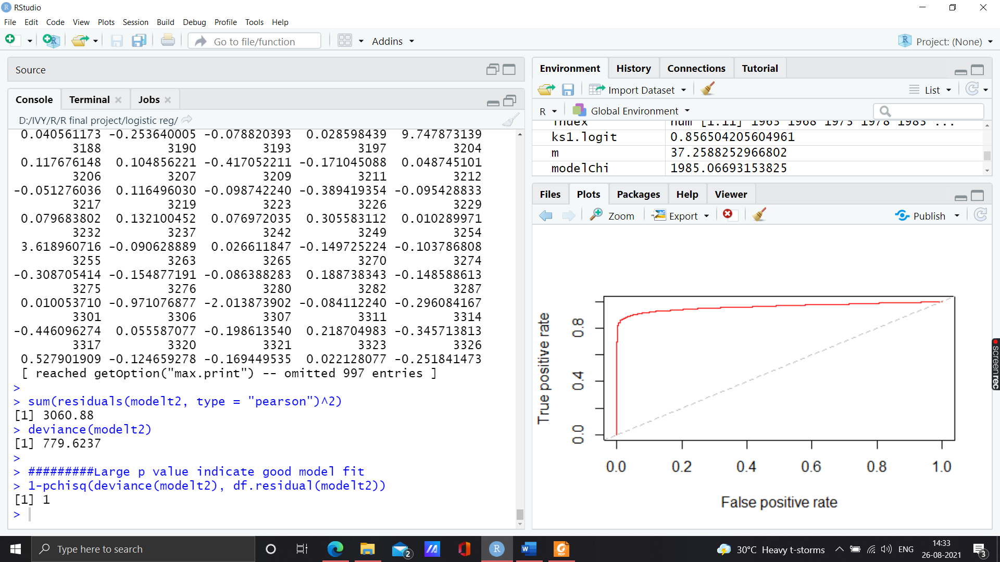 RStudio
File Edit Code View Plots Session Build Debug Profile Tools Help
Go to file/function
Addins
Project: (None)
Source
Console Terminal Jobs
D:/IVY/R/R final project/logistic reg/
0.040561173 -0.253640005 -0.078820393 0.028598439 9.747873139
3188 3190 3193 3197 3204
0.117676148 0.104856221 -0.417052211 -0.171045088 0.048745101
3206 3207 3209 3211 3212
-0.051276036 0.116496030 -0.098742240 -0.389419354 -0.095428833
3217 3219 3223 3226 3229
0.079683802 0.132100452 0.076972035 0.305583112 0.010289971
3232 3237 3242 3249 3254
3.618960716 -0.090628889 0.026611847 -0.149725224 -0.103786808
3255 3263 3265 3270 3274
-0.308705414 -0.154877191 -0.086388283 0.188738343 -0.148588613
3275 3276 3280 3282 3287
0.010053710 -0.971076877 -2.013873902 -0.084112240 -0.296084167
3301 3306 3307 3311 3314
-0.446096274 0.055587077 -0.198613540 0.218704983 -0.345713813
3317 3320 3321 3323 3326
0.527901909 -0.124659278 -0.169449535 0.022128077 -0.251841473
[ reached getOption("max.print") -- omitted 997 entries ]
>
> sum(residuals(modelt2, type = "pearson")^2)
[1] 3060.88
> deviance(modelt2)
[1] 779.6237
>
> #########Large p value indicate good model fit
> 1-pchisq(deviance(modelt2), df.residual(modelt2))
[1] 1
>
Environment History Connections Tutorial
Import Dataset
List
R Global Environment
index num [1:11] 1963 1968 1973 1978 1983 ...
ks1.logit 0.856504205604961
m 37.2588252966802
modelChi 1985.06693153825
Files Plots Packages Help Viewer
Zoom Export Publish
True positive rate
0.8
0.4
0.0
0.0 0.2 0.4 0.6 0.8 1.0
False positive rate
screenrec
Type here to search
2
R
W
PDF
30°C Heavy t-storms
ENG
14:33
26-08-2021
3